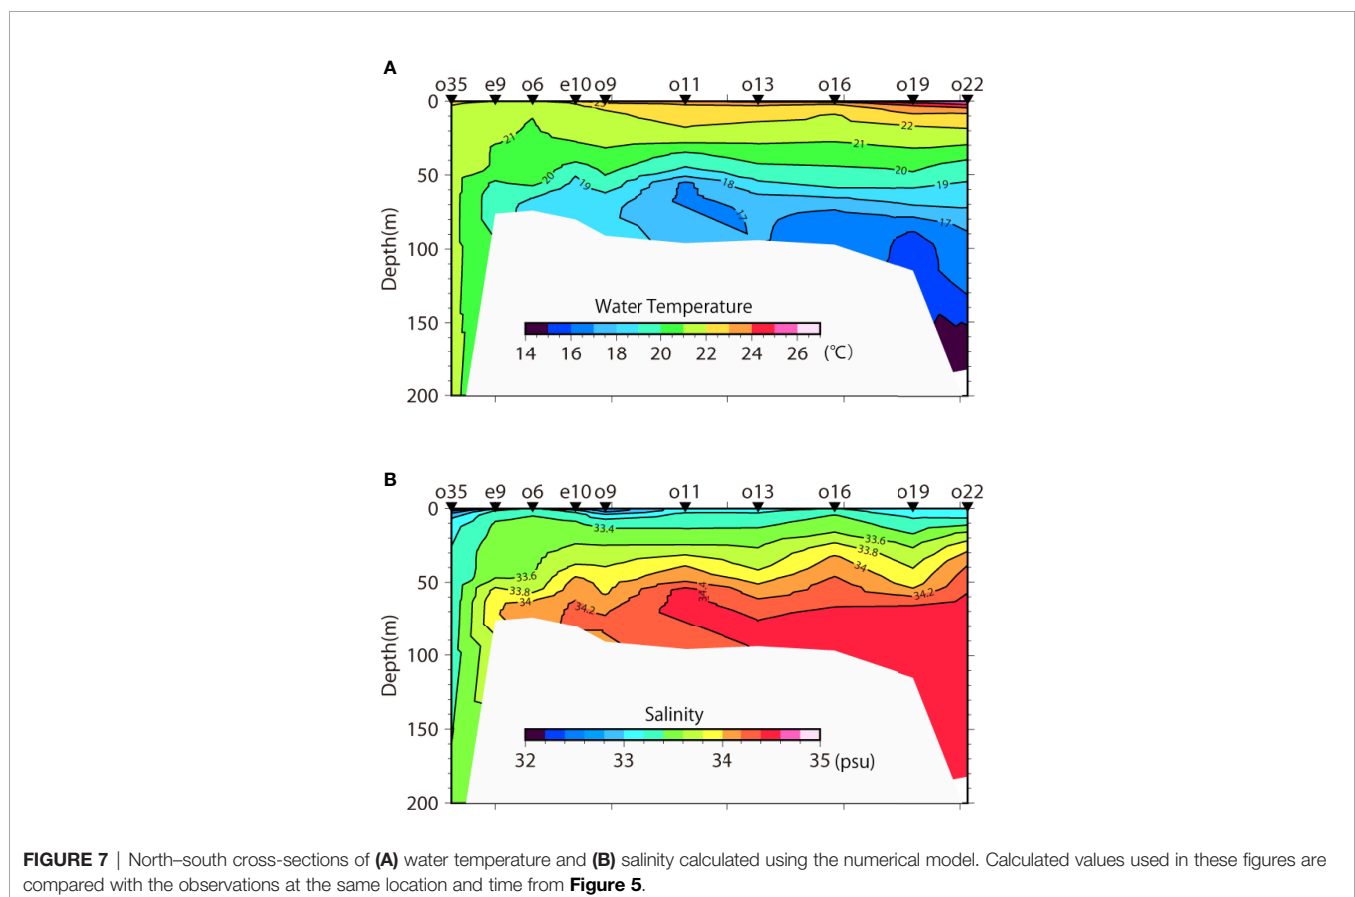 A
o35 e9 o6 e10 o9 o11 o13 o16 o19 o22
0
50
100
150
200
Depth(m)
23
22
21
21
20
20
19
19
18
17
17
Water Temperature
14 16 18 20 22 24 26 (℃)
B
o35 e9 o6 e10 o9 o11 o13 o16 o19 o22
0
50
100
150
200
Depth(m)
33.4
33.6
33.8
33.6
33.8
34
34
34.2
34.2
34.4
Salinity
32 33 34 35 (psu)
FIGURE 7 | North–south cross-sections of (A) water temperature and (B) salinity calculated using the numerical model. Calculated values used in these figures are
compared with the observations at the same location and time from Figure 5.